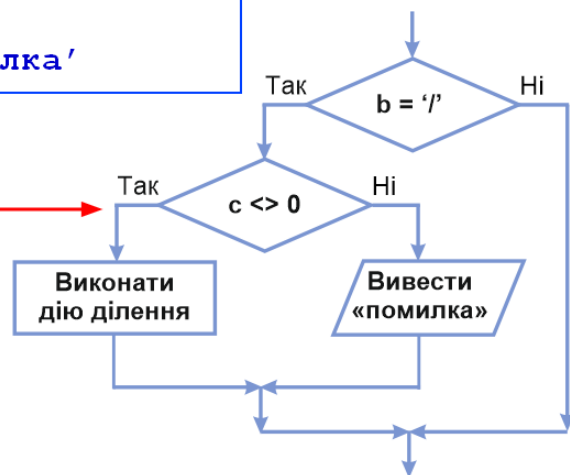 лка’
Так
b = ‘/’
Ні
Так
c <> 0
Ні
Виконати
дію ділення
Вивести
«помилка»